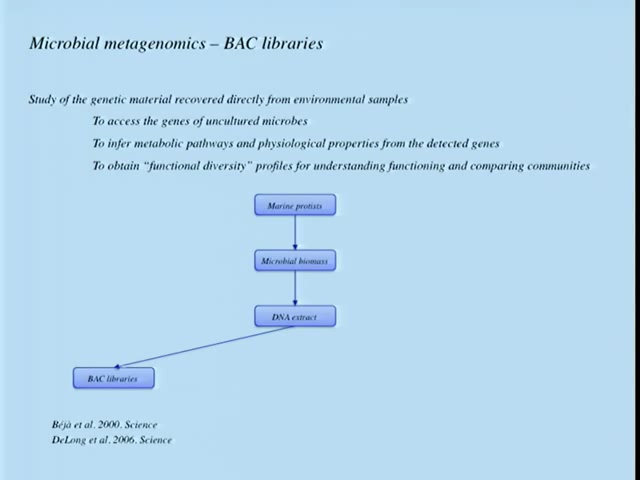 Microbial metagenomics – BAC libraries
Study of the genetic material recovered directly from environmental samples
To access the genes of uncultured microbes
To infer metabolic pathways and physiological properties from the detected genes
To obtain “functional diversity” profiles for understanding functioning and comparing communities
Marine protists
Microbial biomass
DNA extract
BAC libraries
Béjà et al. 2000. Science
DeLong et al. 2006. Science